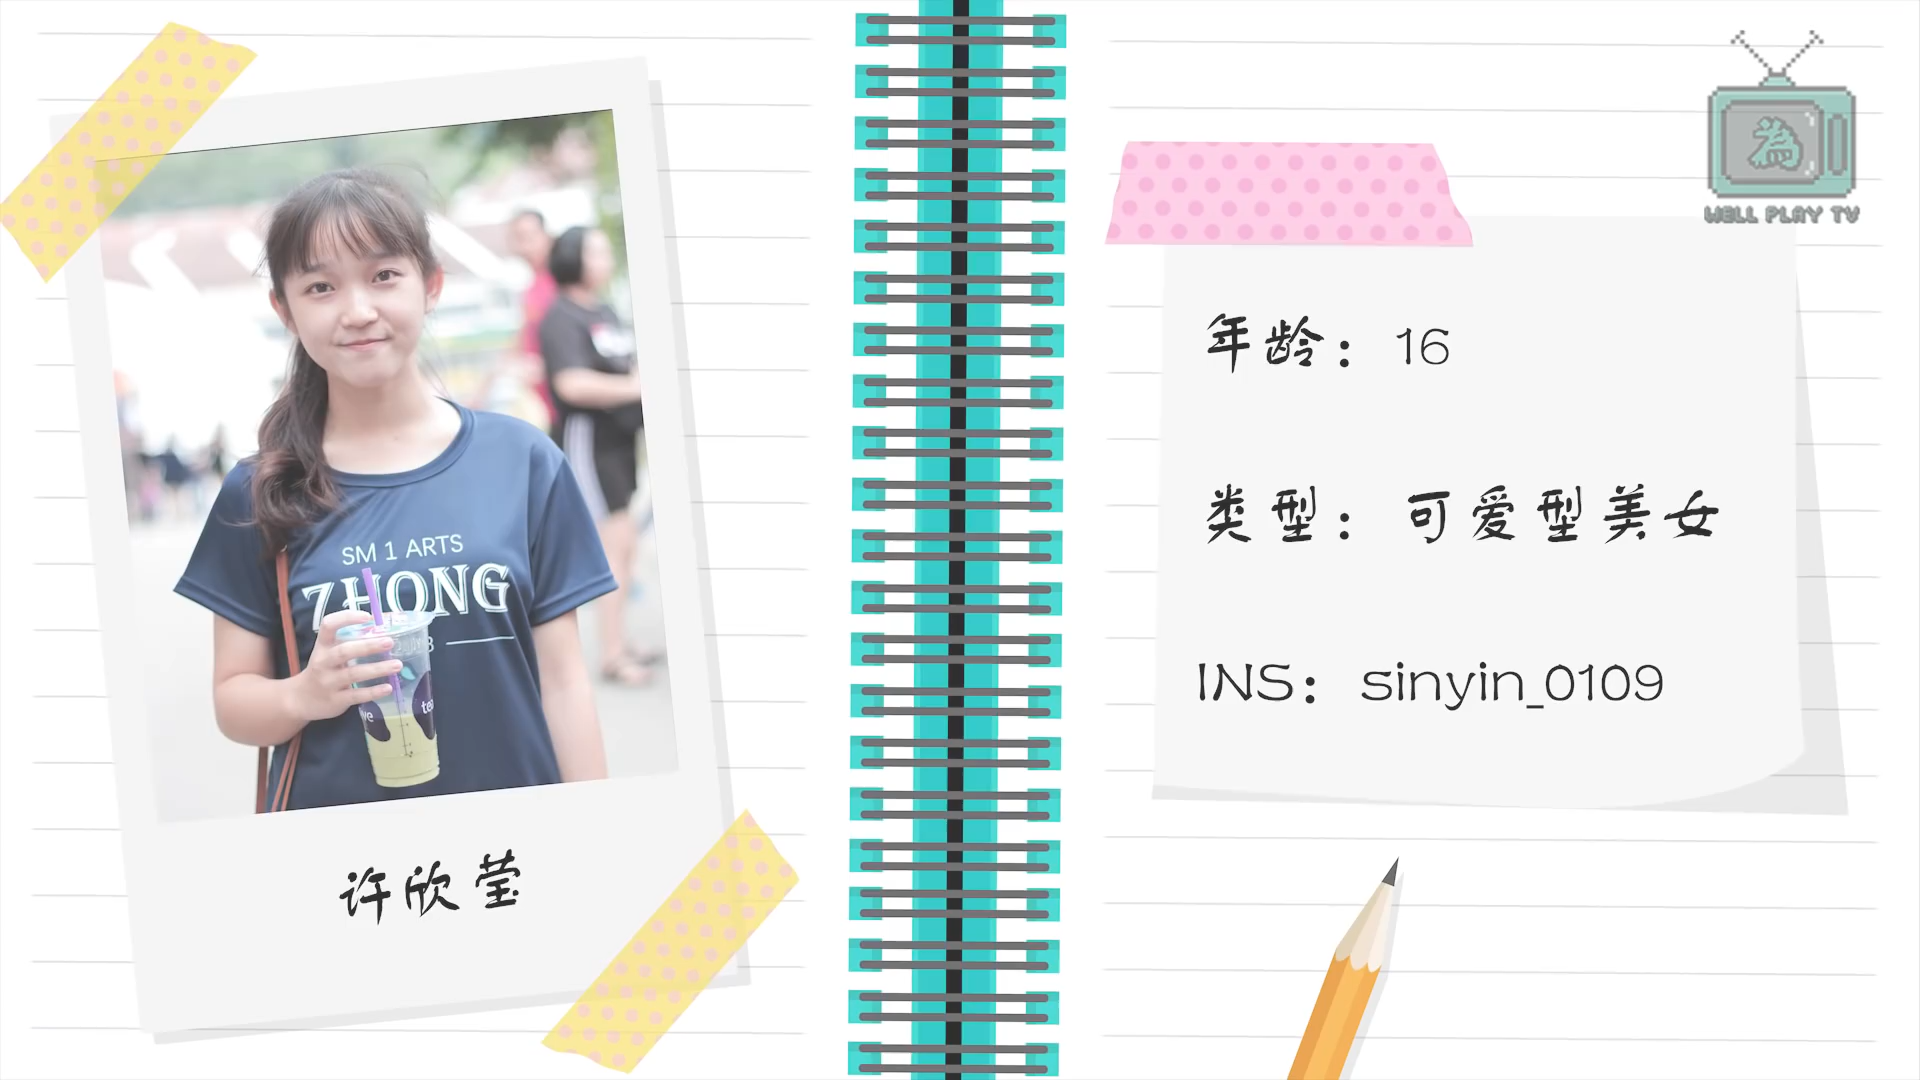 SM 1 ARTS
ZHONG
许欣莹
WELL PLAY TV
年龄：16
类型：可爱型美女
INS：sinyin_0109